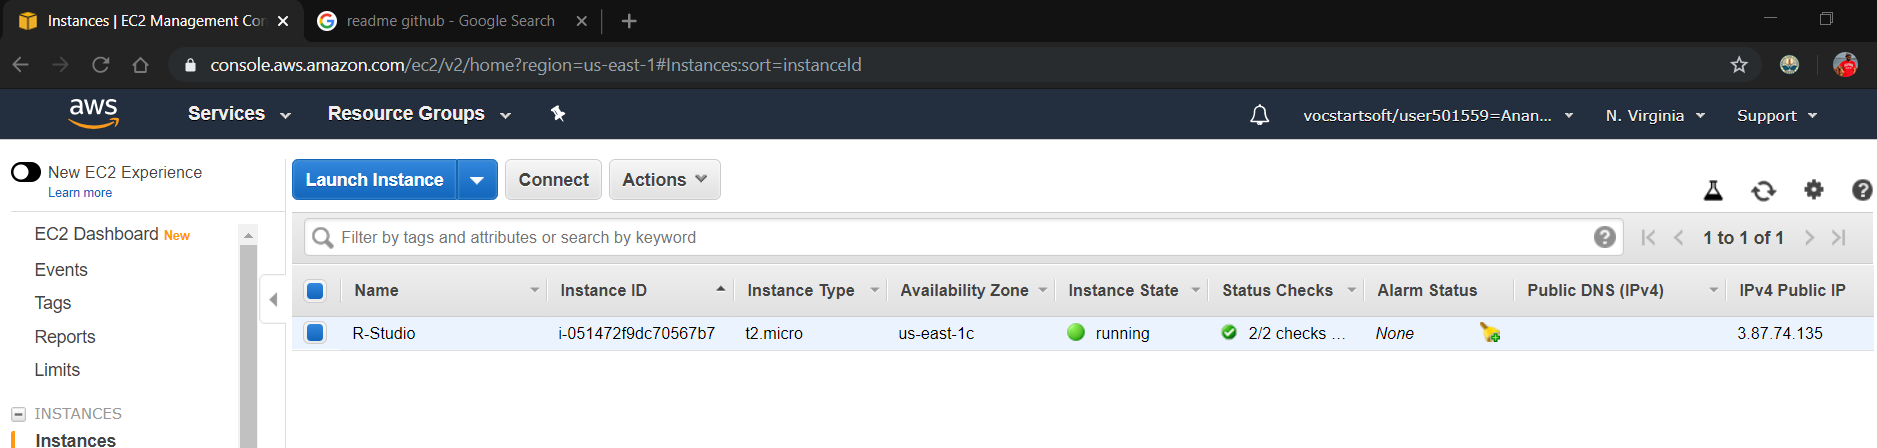 Instances | EC2 Management Con
readme github - Google Search
console.aws.amazon.com/ec2/v2/home?region=us-east-1#Instances:sort=instanceId
aws
Services
Resource Groups
vocstartsoft/user501559=Anan...
N. Virginia
Support
New EC2 Experience
Learn more
Launch Instance
Connect
Actions
EC2 Dashboard New
Events
Tags
Reports
Limits
INSTANCES
Instances
Filter by tags and attributes or search by keyword
1 to 1 of 1
Name Instance ID Instance Type Availability Zone Instance State Status Checks Alarm Status Public DNS (IPv4) IPv4 Public IP
R-Studio i-051472f9dc70567b7 t2.micro us-east-1c running 2/2 checks ... None 3.87.74.135